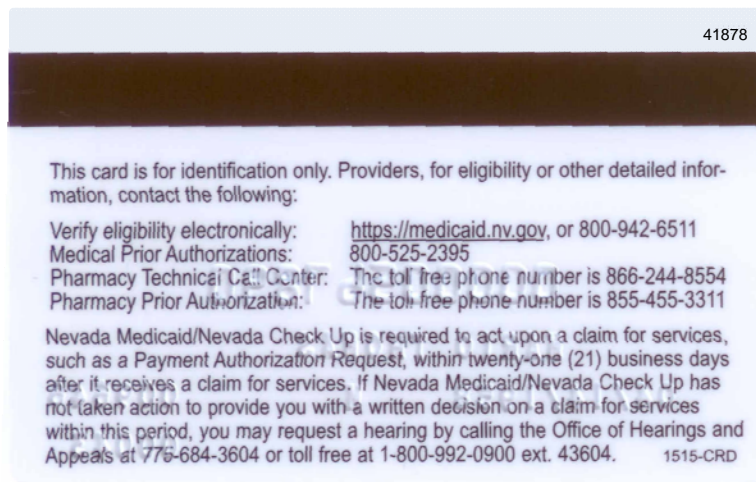 41878
This card is for identification only. Providers, for eligibility or other detailed infor-
mation, contact the following:
Verify eligibility electronically: https://medicaid.nv.gov, or 800-942-6511
Medical Prior Authorizations: 800-525-2395
Pharmacy Technical Call Center: The toll free phone number is 866-244-8554
Pharmacy Prior Authorization: The toll free phone number is 855-455-3311
Nevada Medicaid/Nevada Check Up is required to act upon a claim for services,
such as a Payment Authorization Request, within twenty-one (21) business days
after it receives a claim for services. If Nevada Medicaid/Nevada Check Up has
not taken action to provide you with a written decision on a claim for services
within this period, you may request a hearing by calling the Office of Hearings and
Appeals at 775-684-3604 or toll free at 1-800-992-0900 ext. 43604. 1515-CRD